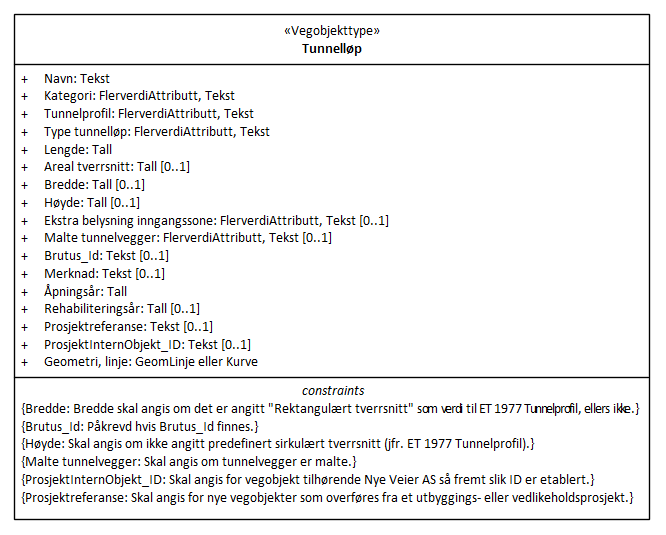 «Vegobjekttype»
Tunnelløp
+ Navn: Tekst
+ Kategori: FlerverdiAttributt, Tekst
+ Tunnelprofil: FlerverdiAttributt, Tekst
+ Type tunnelløp: FlerverdiAttributt, Tekst
+ Lengde: Tall
+ Areal tverrsnitt: Tall [0..1]
+ Bredde: Tall [0..1]
+ Høyde: Tall [0..1]
+ Ekstra belysning inngangssone: FlerverdiAttributt, Tekst [0..1]
+ Malte tunnelvegger: FlerverdiAttributt, Tekst [0..1]
+ Brutus_Id: Tekst [0..1]
+ Merknad: Tekst [0..1]
+ Åpningsår: Tall
+ Rehabiliteringsår: Tall [0..1]
+ Prosjektreferanse: Tekst [0..1]
+ ProsjektInternObjekt_ID: Tekst [0..1]
+ Geometri, linje: GeomLinje eller Kurve
constraints
{Bredde: Bredde skal angis om det er angitt "Rektangulært tverrsnitt" som verdi til ET 1977 Tunnelprofil, ellers ikke.}
{Brutus_Id: Påkrevd hvis Brutus_Id finnes.}
{Høyde: Skal angis om ikke angitt predefinert sirkulært tverrsnitt (jfr. ET 1977 Tunnelprofil).}
{Malte tunnelvegger: Skal angis om tunnelvegger er malte.}
{ProsjektInternObjekt_ID: Skal angis for vegobjekt tilhørende Nye Veier AS så fremt slik ID er etablert.}
{Prosjektreferanse: Skal angis for nye vegobjekter som overføres fra et utbyggings- eller vedlikeholdsprosjekt.}